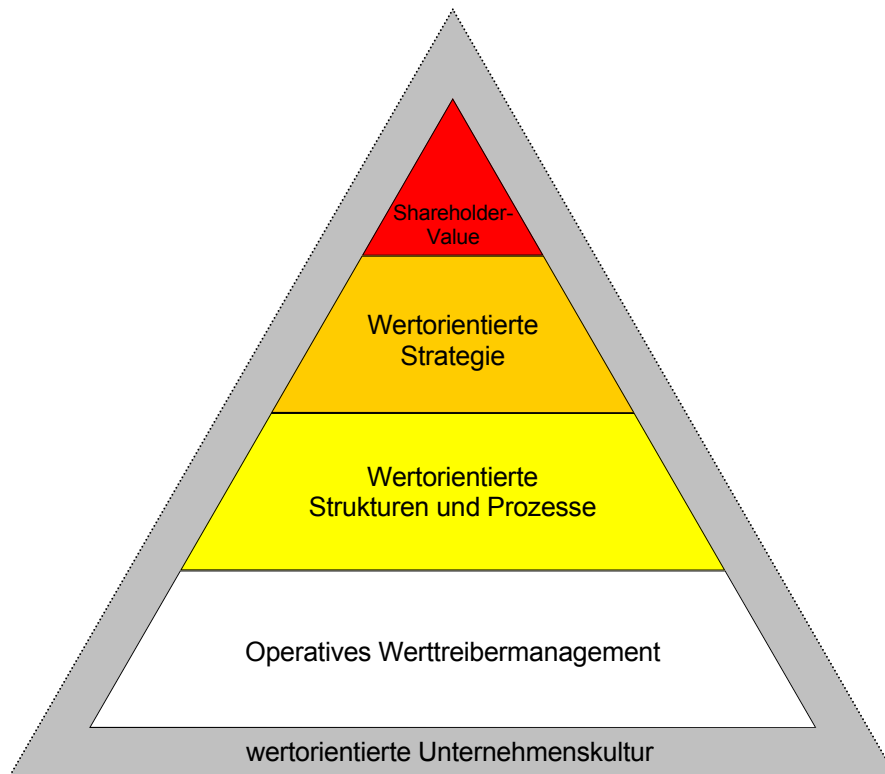 Shareholder-
Value
Wertorientierte
Strategie
Wertorientierte
Strukturen und Prozesse
Operatives Werttreibermanagement
wertorientierte Unternehmenskultur